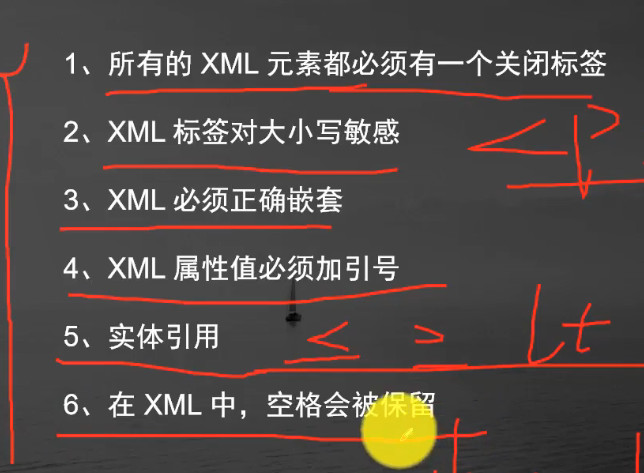 1、所有的 XML 元素都必须有一个关闭标签
2、XML 标签对大小写敏感
<P
3、XML 必须正确嵌套
4、XML 属性值必须加引号
5、实体引用 < = Lt
6、在 XML 中，空格会被保留